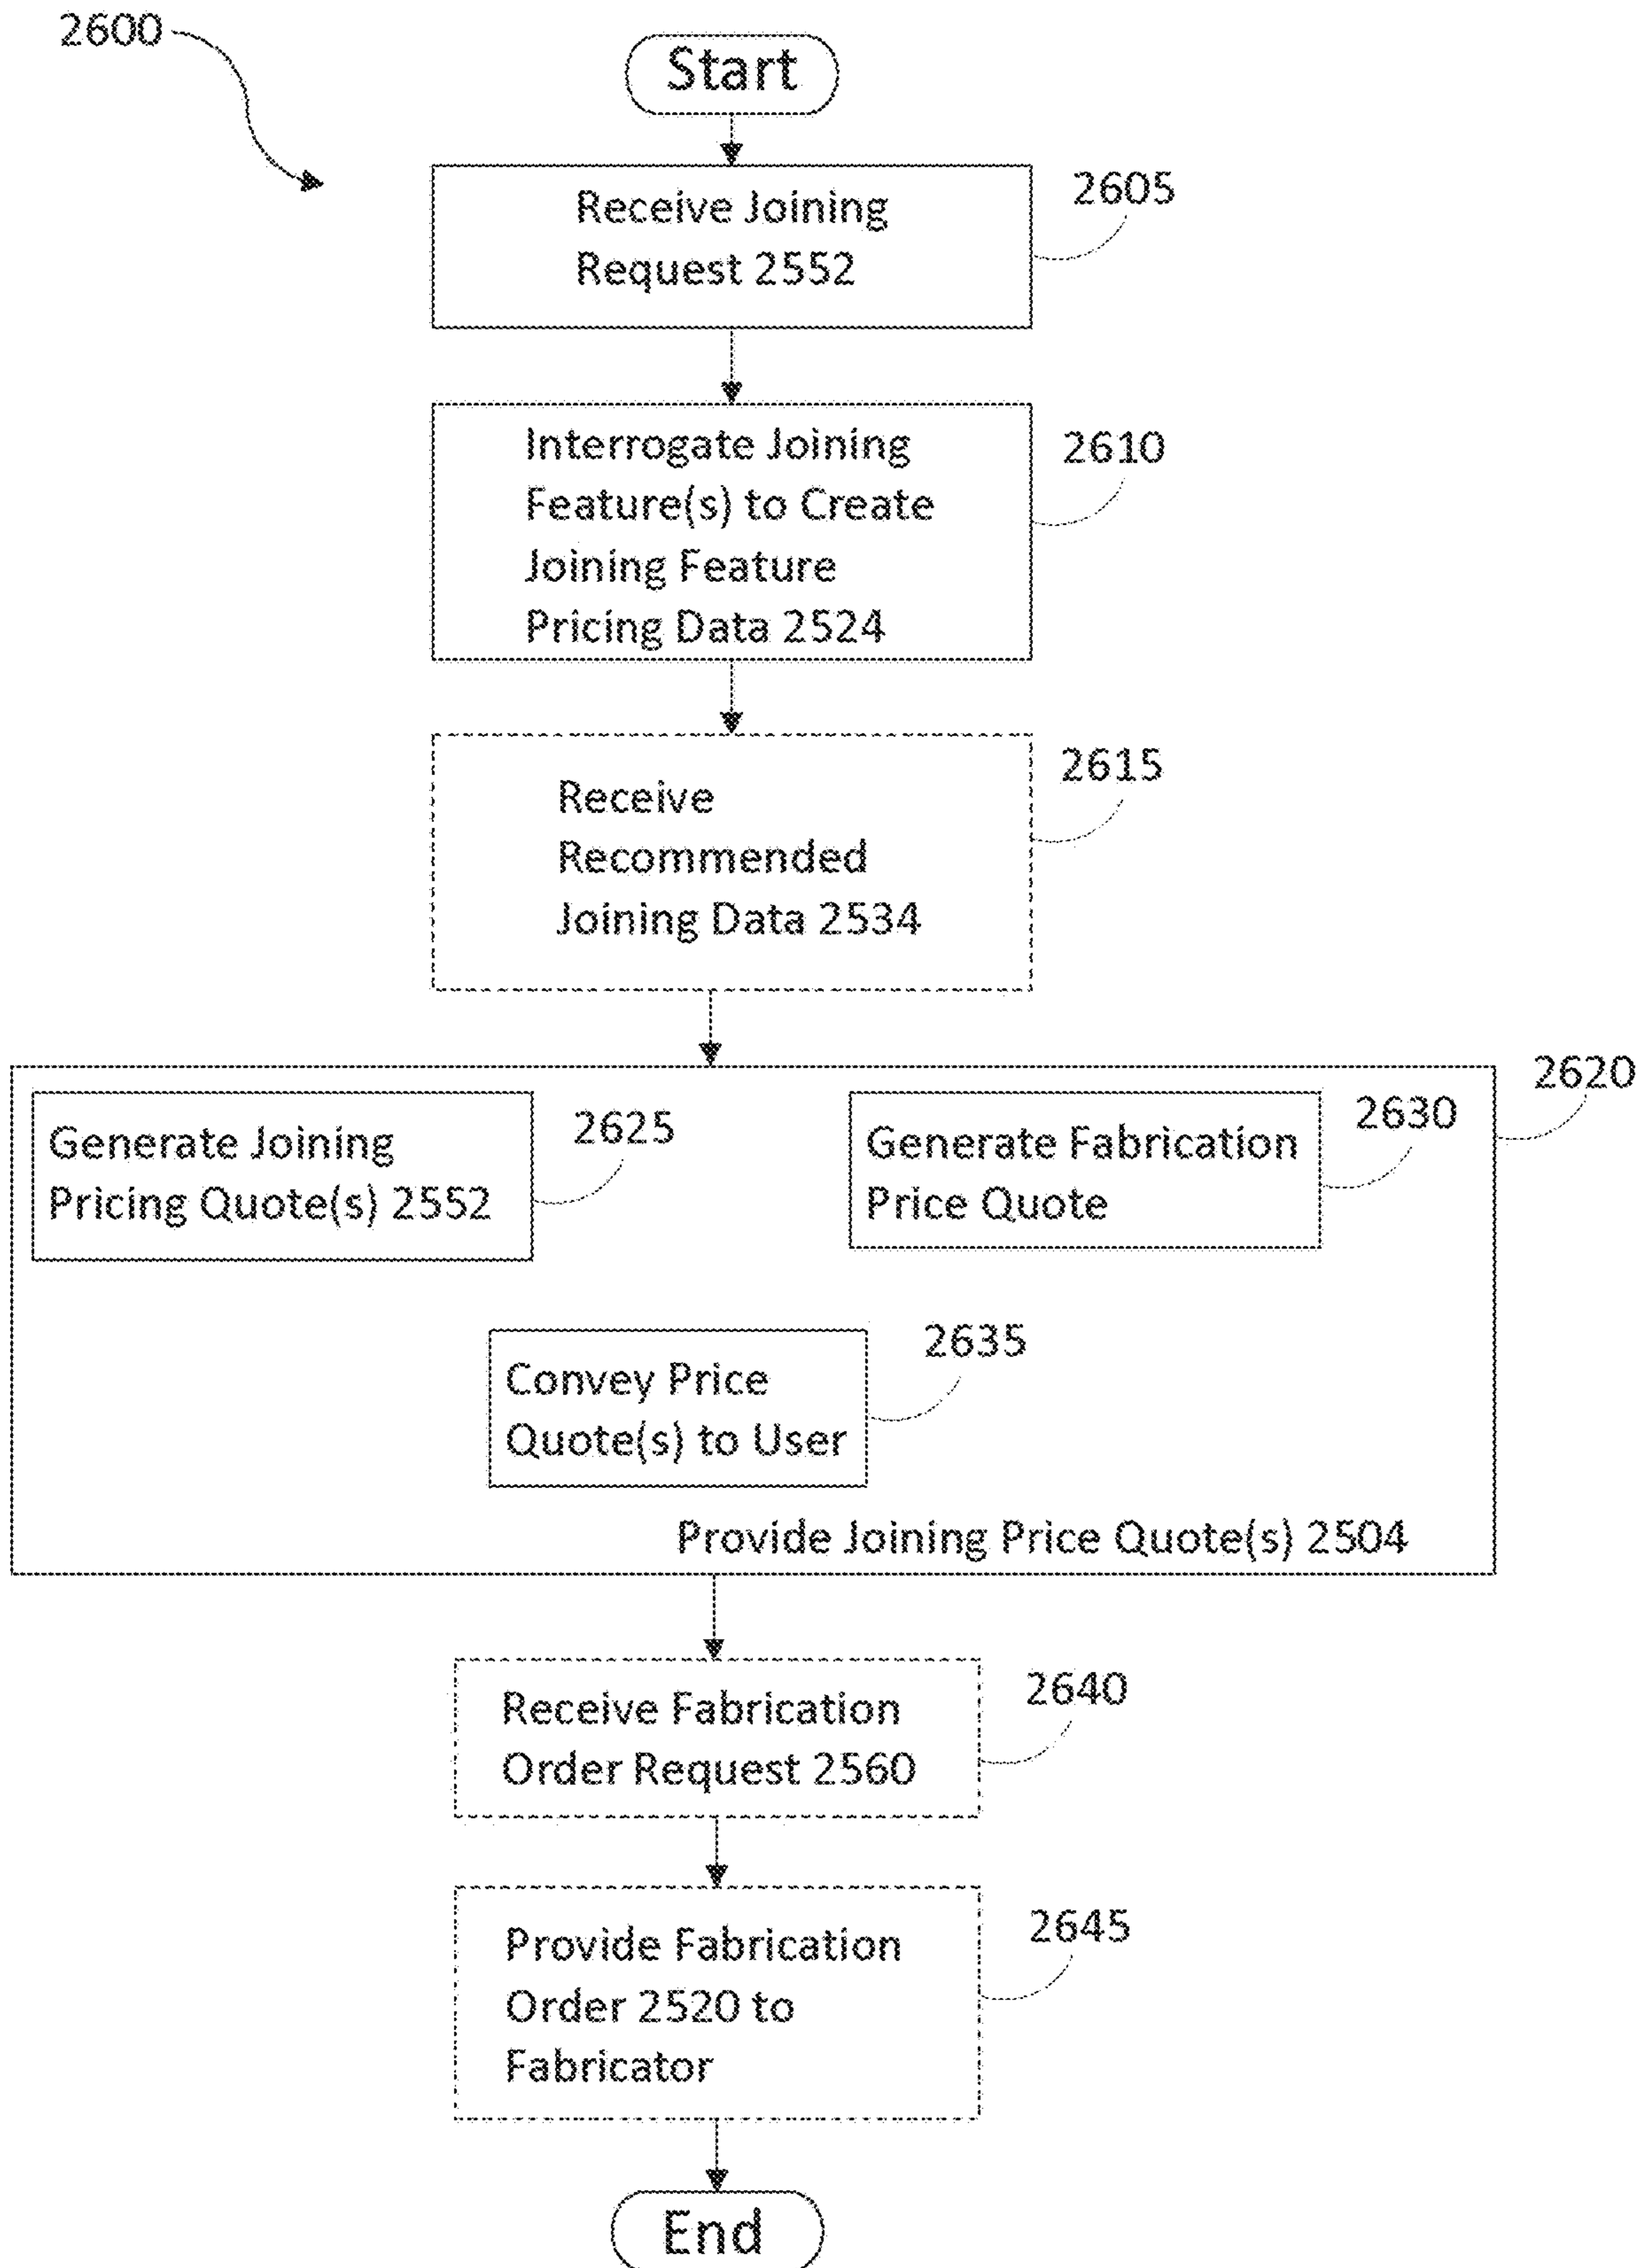 2600
Start
Receive Joining
Request 2552
2605
Interrogate Joining
Feature(s) to Create
Joining Feature
Pricing Data 2524
2610
Receive
Recommended
Joining Data 2534
2615
2620
Generate Joining
Pricing Quote(s) 2552
2625
Generate Fabrication
Price Quote
2630
Convey Price
Quote(s) to User
2635
Provide Joining Price Quote(s) 2504
Receive Fabrication
Order Request 2560
2640
Provide Fabrication
Order 2520 to
Fabricator
2645
End